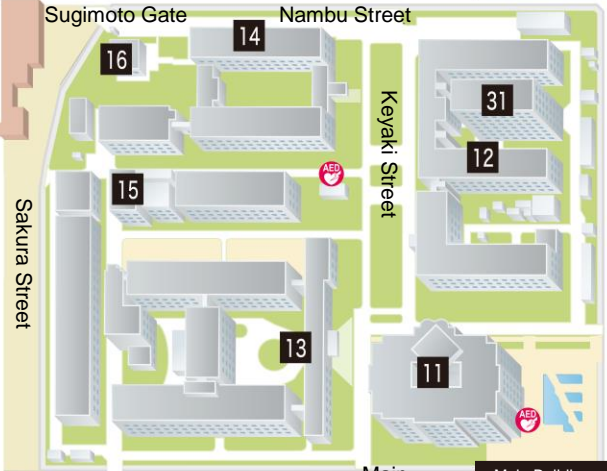 Sugimoto Gate
Nambu Street
14
16
31
Keyaki Street
12
AED
15
Sakura Street
13
11
AED